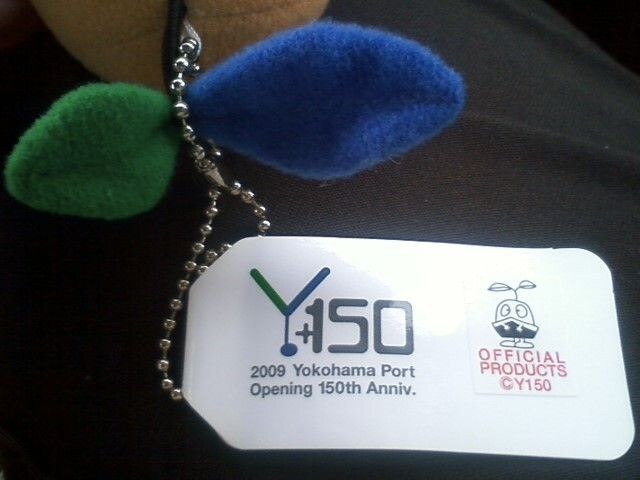 Y+150
2009 Yokohama Port
Opening 150th Anniv.
OFFICIAL
PRODUCTS
©Y150